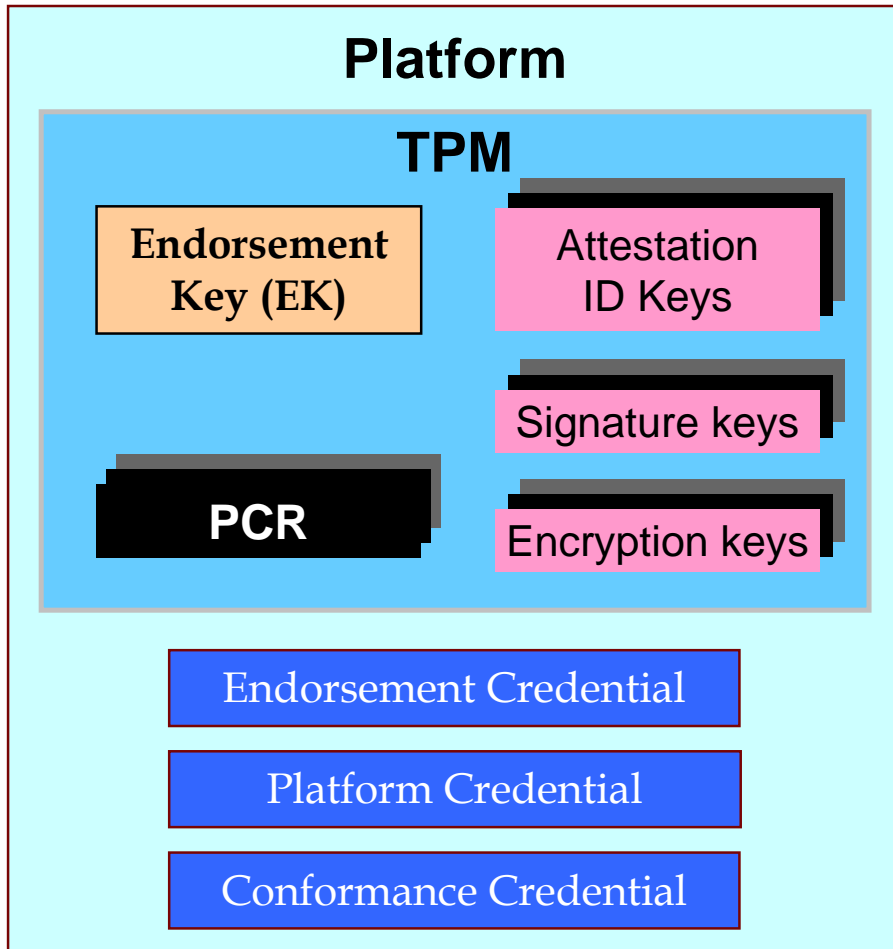 Platform
TPM
Endorsement
Key (EK)
Attestation
ID Keys
Signature keys
PCR
Encryption keys
Endorsement Credential
Platform Credential
Conformance Credential